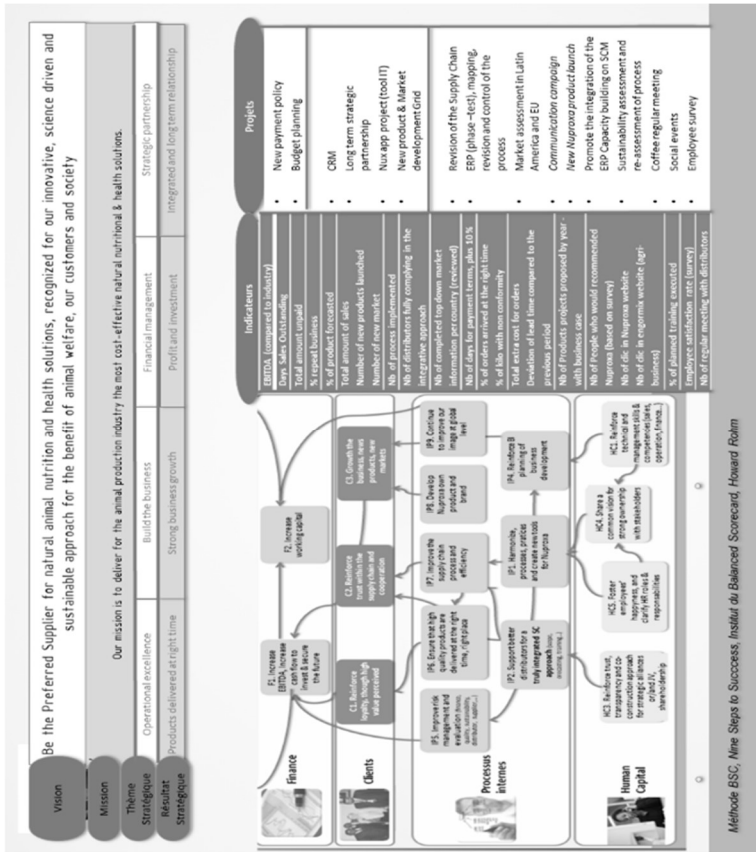 Vision
Be the Preferred Supplier for natural animal nutrition and health solutions, recognized for our innovative, science driven and
sustainable approach for the benefit of animal welfare, our customers and society
Mission
Our mission is to deliver for the animal production industry the most cost-effective natural nutritional & health solutions.
Thème
Stratégique
Operational excellence
Build the business
Financial management
Strategic partnership
Résultat
Stratégique
Products delivered at right time
Strong business growth
Profit and investment
Integrated and long term relationship
Finance
F1. Increase
EBITDA, increase
cash flow to
invest & secure
the future
F2. Increase
working capital
Clients
C1. Reinforce
loyalty, though high
value perceived
C2. Reinforce
trust within the
supply chain and
cooperation
C3. Growth the
business, news
products, new
markets
Processus
internes
IP5. Improve risk
management and
evaluation
IP6. Ensure that high
quality products are
delivered at the right
time, right place
IP7. Improve the
supply chain
process and
efficiency
IP8. Develop
Nuproxa own
product and
brand
IP9. Continue
to improve our
image at global
level
IP2. Support better
distributors for a
truly integrated SC
approach
IP1. Harmonize,
processes, pratices
and create new tools
for Nuproxa
IP4. Reinforce B
planning of
business
development
Human
Capital
HC3. Reinforce trust,
transparency and co-
construction approach
for strategic aliances
or/and JV,
shareholdership
HC5. Foster
employees'
happyness, and
clarify HR roles &
responsabilities
HC4. Share a
common vision for
strong ownership
with stakeholders
technical and
management skills &
competencies (sales,
operation, finance...)
Indicateurs
EBITDA (compared to industry)
Days Sales Outstanding
Total amount unpaid
% repeat business
% of product forecasted
Total amount of sales
Number of new products launched
Number of new market
Nb of process implemented
Nb of distributors fully complying in the
integrative approach
Nb of completed top down market
information per country (reviewed)
Nb of days for payment terms, plus 10 %
% of orders arrived at the right time
% of kilo with non conformity
Total extra cost for orders
Deviation of lead time compared to the
previous period
Nb of Products projects proposed by year -
with business case
Nb of People who would recommended
Nuproxa (based on survey)
Nb of clic in Nuproxa website
Nb of clic in engormix website (agri-
business)
% of planned training executed
Employee satisfaction rate (survey)
Nb of regular meeting with distributors
Projets
• New payment policy
• Budget planning
• CRM
• Long term strategic
partnership
• Nux app project (tool IT)
• New product & Market
development Grid
• Revision of the Supply Chain
• ERP (phase –test), mapping,
revision and control of the
process
• Market assessment in Latin
America and EU
• Communication campaign
• New Nuproxa product launch
• Promote the integration of the
ERP Capacity building on SCM
• Sustainability assessment and
re-assessment of process
• Coffee regular meeting
• Social events
• Employee survey
Méthode BSC, Nine Steps to Succcess, Institut du Balanced Scorecard, Howard Rolhm